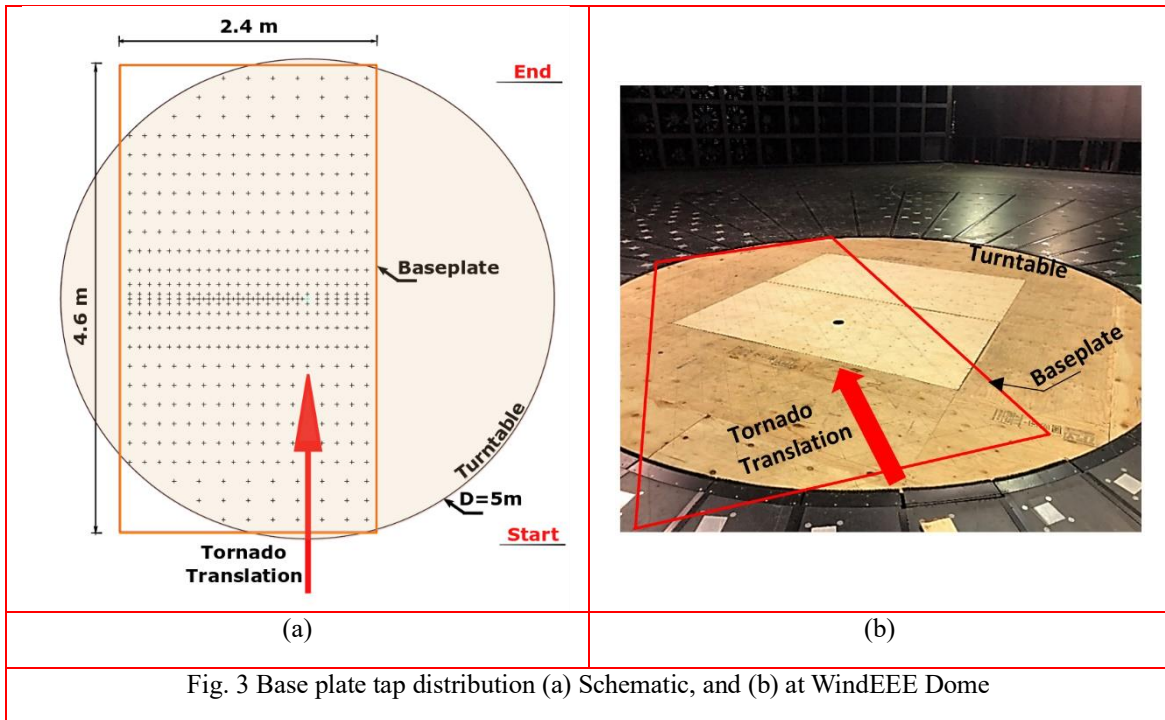 2.4 m
End
4.6 m
Baseplate
Turntable
D=5m
Start
Tornado
Translation
(a)
Turntable
Baseplate
Tornado
Translation
(b)
Fig. 3 Base plate tap distribution (a) Schematic, and (b) at WindEEE Dome